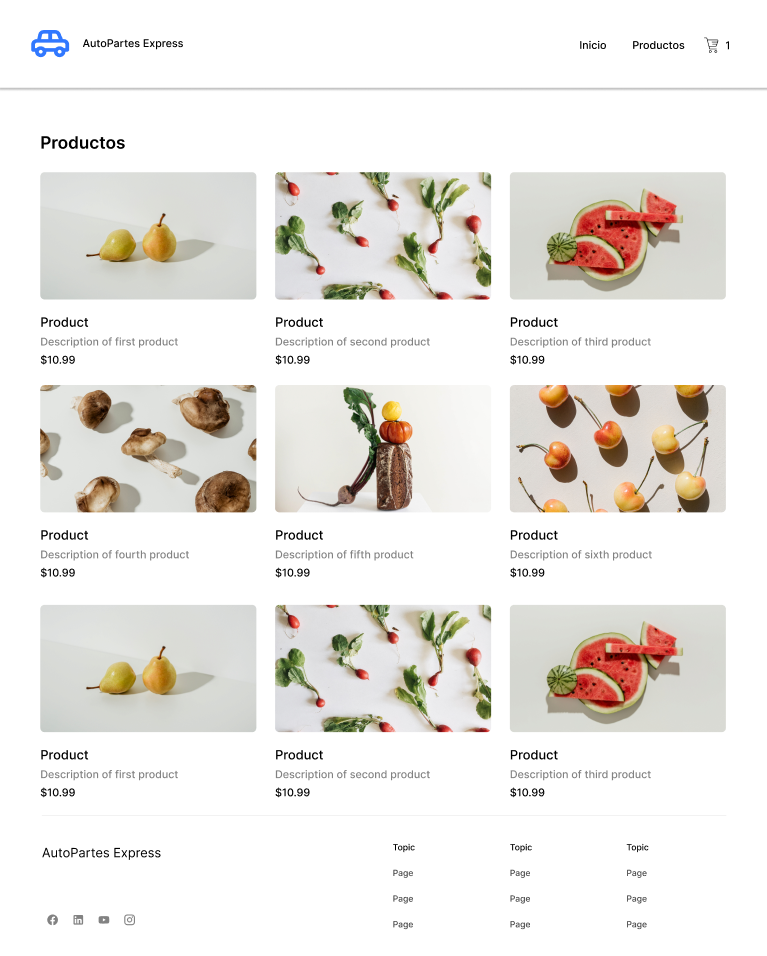 AutoPartes Express
Inicio Productos 1
Productos
Product Product Product
Description of first product Description of second product Description of third product
$10.99 $10.99 $10.99
Product Product Product
Description of fourth product Description of fifth product Description of sixth product
$10.99 $10.99 $10.99
Product Product Product
Description of first product Description of second product Description of third product
$10.99 $10.99 $10.99
AutoPartes Express
Topic Topic Topic
Page Page Page
Page Page Page
Page Page Page